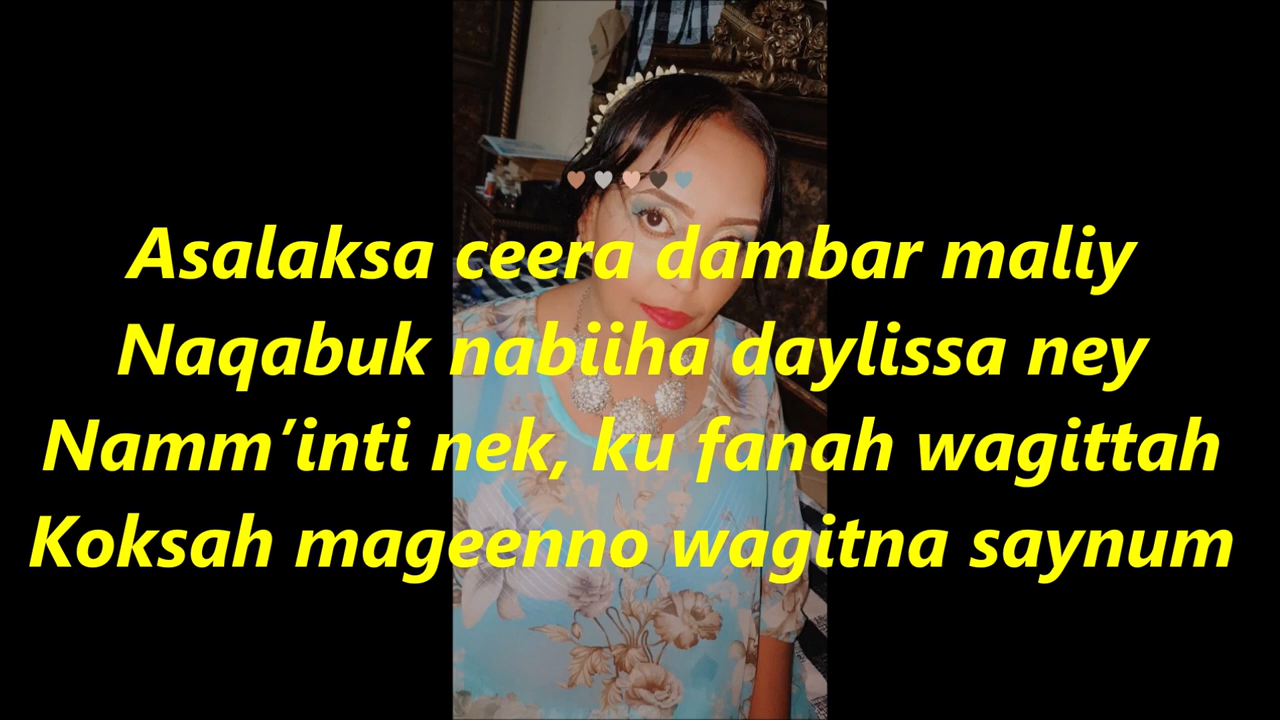 Asalaksa ceera dambar maliy
Naqabuk nabiiha daylissa ney
Namm’inti nek, ku fanah wagittah
Koksah mageenno wagitna saynum